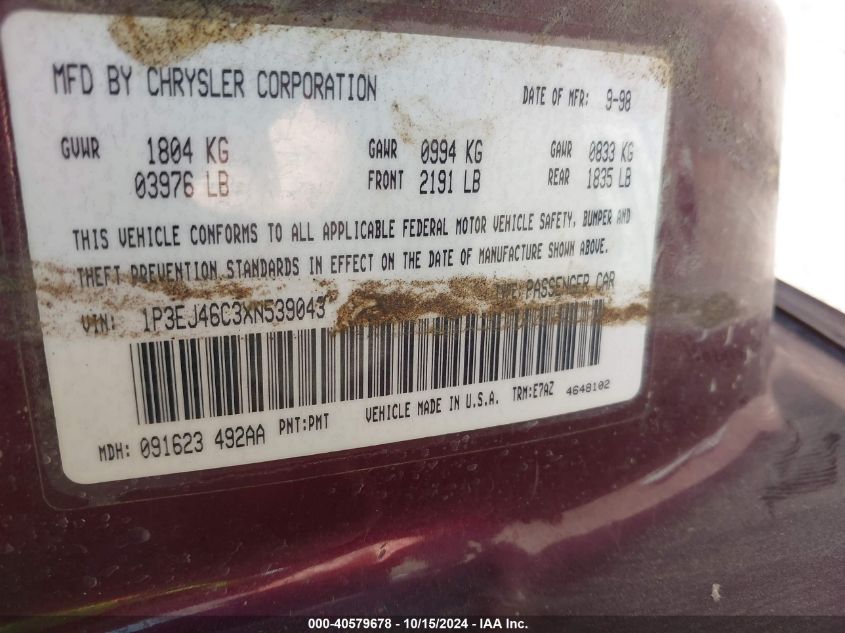 MFD BY CHRYSLER CORPORATION DATE OF MFR: 9-98
GVWR 1804 KG GAWR 0994 KG GAWR 0833 KG
03976 LB FRONT 2191 LB REAR 1835 LB
THIS VEHICLE CONFORMS TO ALL APPLICABLE FEDERAL MOTOR VEHICLE SAFETY, BUMPER AND
THEFT PREVENTION STANDARDS IN EFFECT ON THE DATE OF MANUFACTURE SHOWN ABOVE.
VIN: 1P3EJ46C3XN539043 TYPE: PASSENGER CAR
MDH: 091623 492AA PNT:PMT VEHICLE MADE IN U.S.A. TRM:E7AZ 4648102
000-40579678 - 10/15/2024 - IAA Inc.